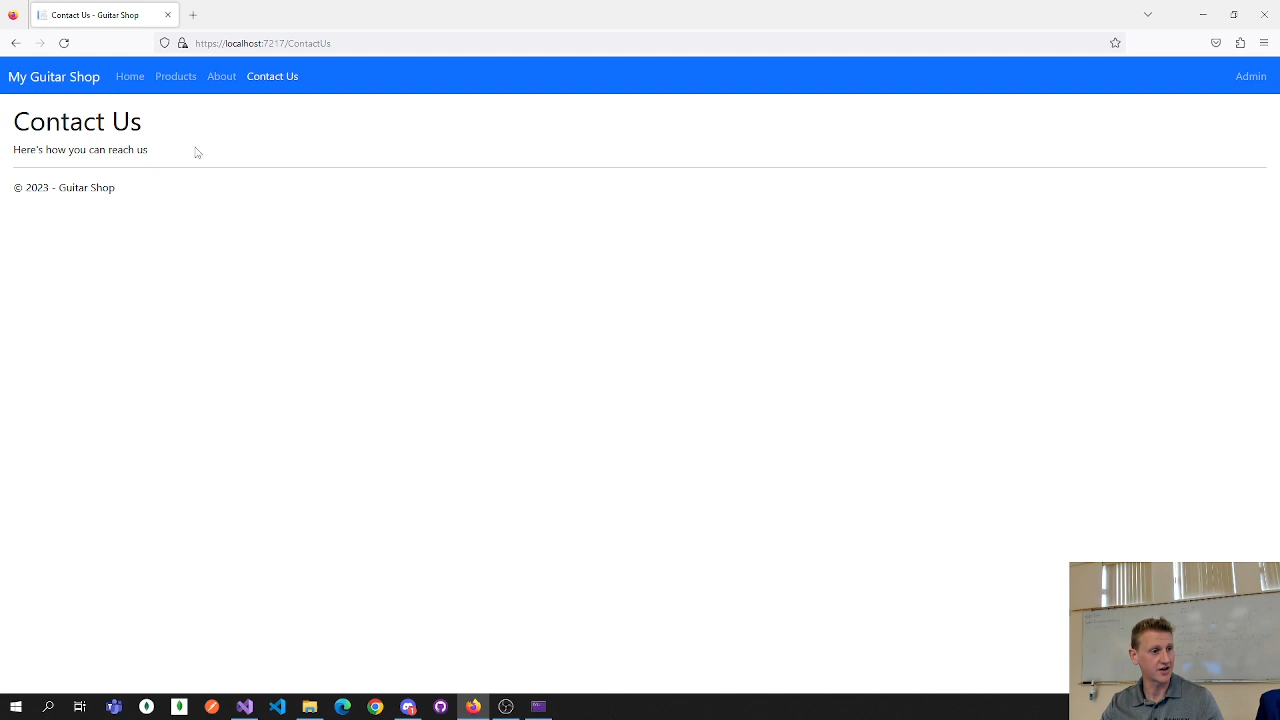 Contact Us - Guitar Shop
https://localhost:7217/ContactUs
My Guitar Shop Home Products About Contact Us Admin
Contact Us
Here's how you can reach us
© 2023 - Guitar Shop